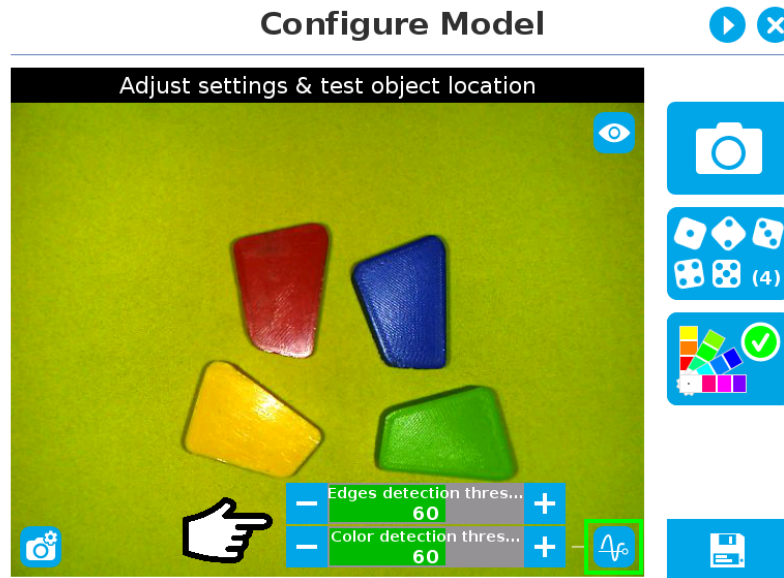 Configure Model
Adjust settings & test object location
(4)
Edges detection thres...
60
Color detection thres...
60